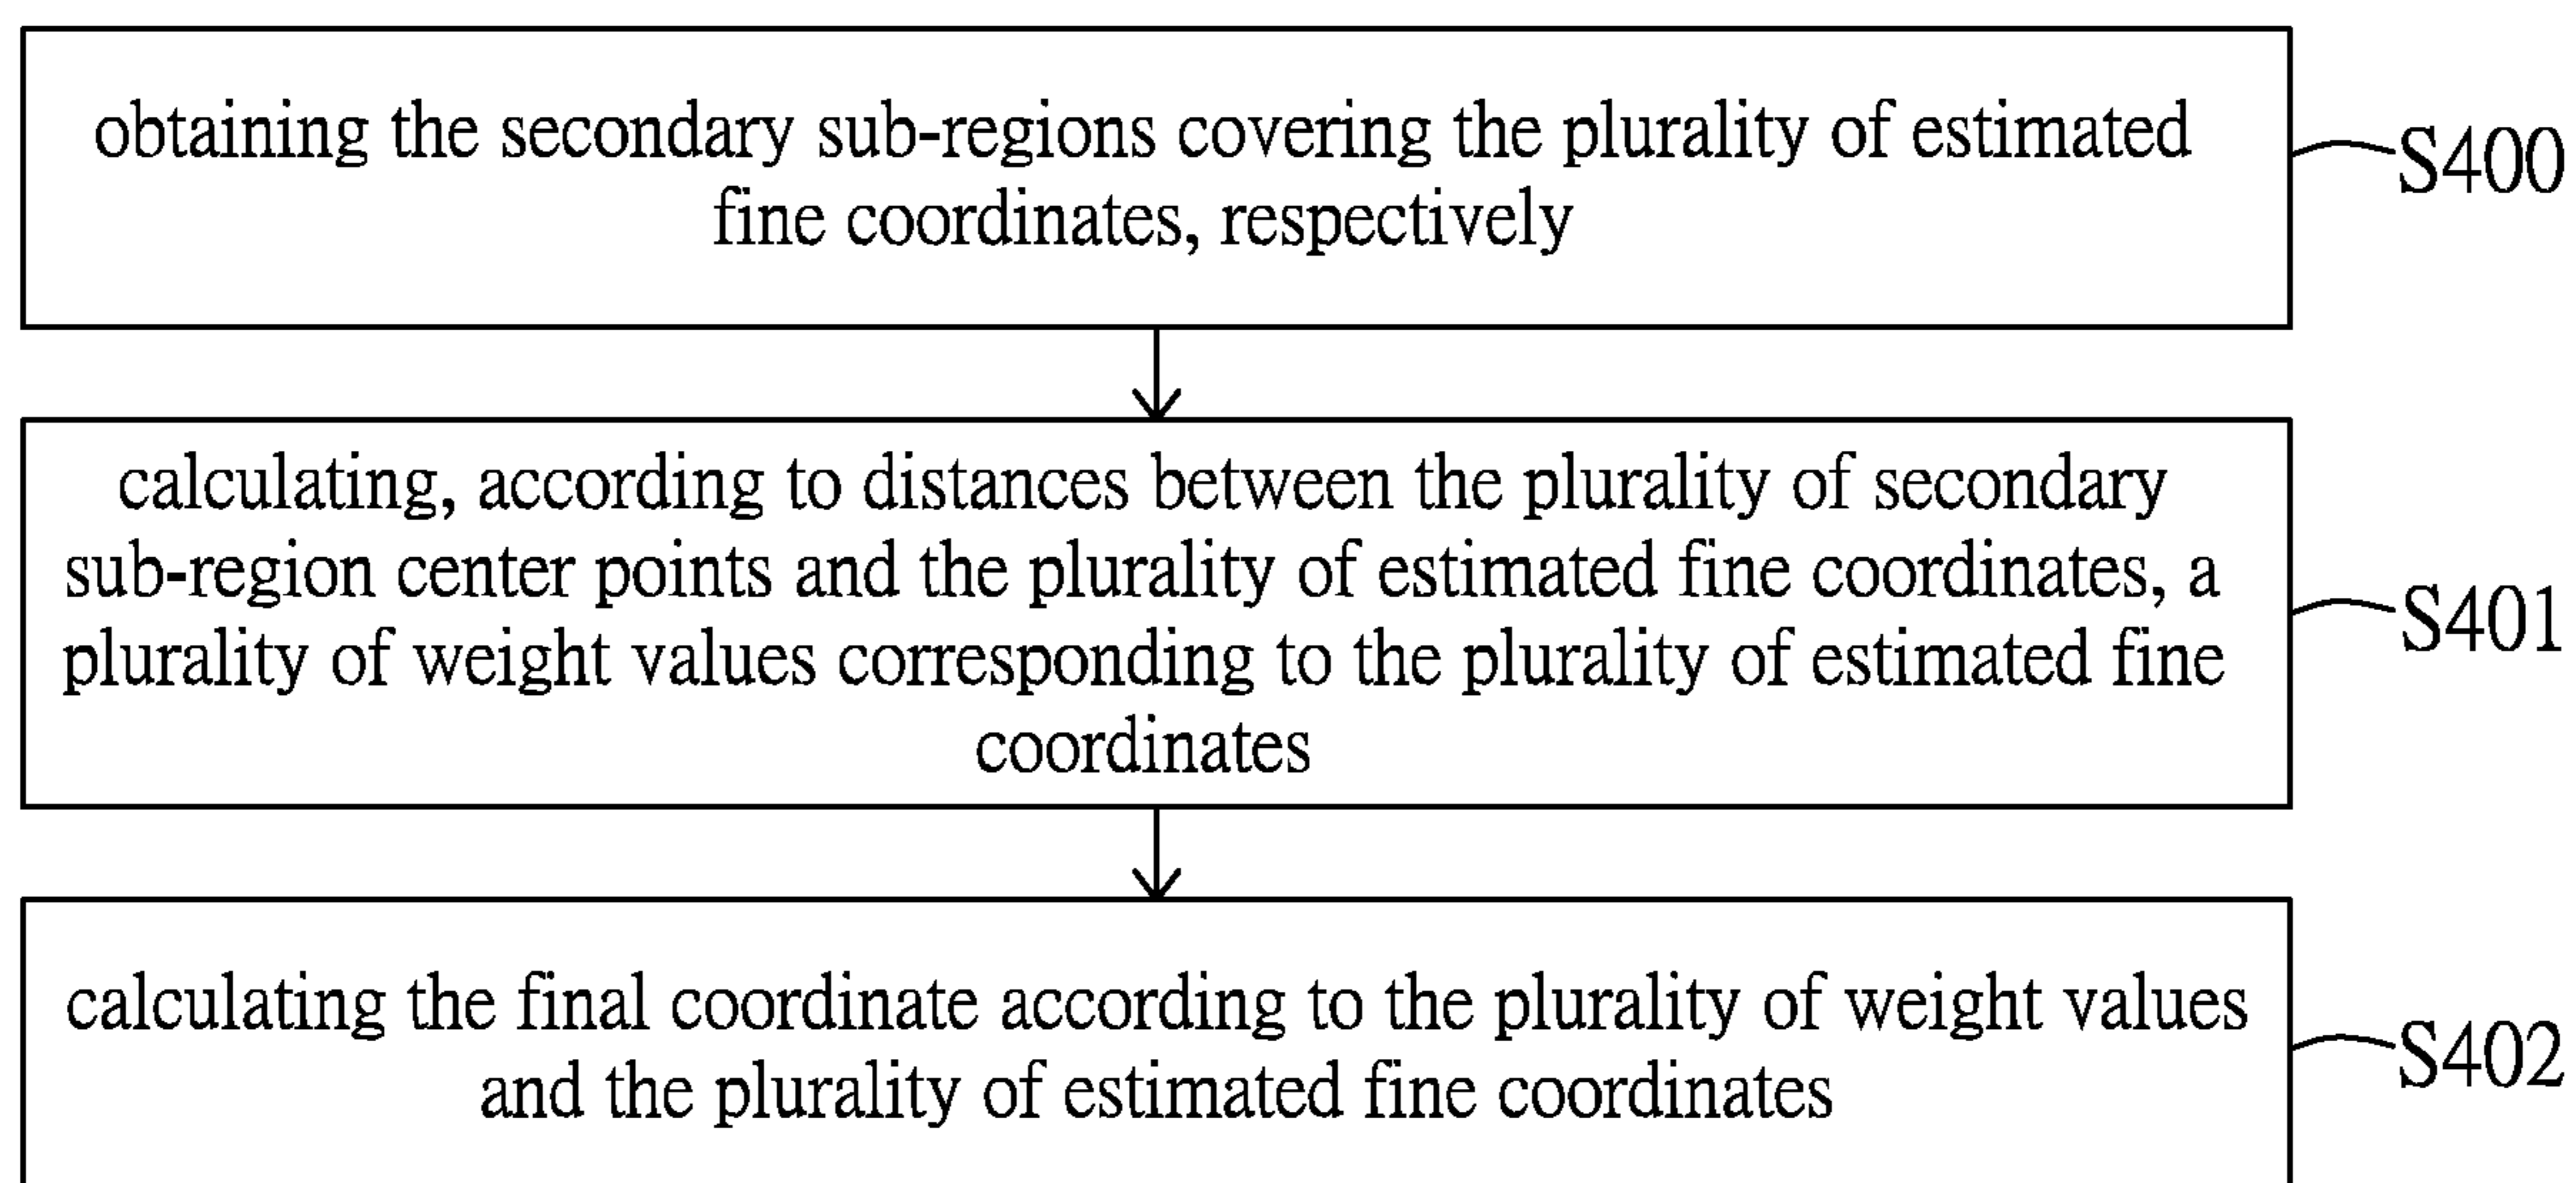 obtaining the secondary sub-regions covering the plurality of estimated
fine coordinates, respectively
S400
calculating, according to distances between the plurality of secondary
sub-region center points and the plurality of estimated fine coordinates, a
plurality of weight values corresponding to the plurality of estimated fine
coordinates
S401
calculating the final coordinate according to the plurality of weight values
and the plurality of estimated fine coordinates
S402